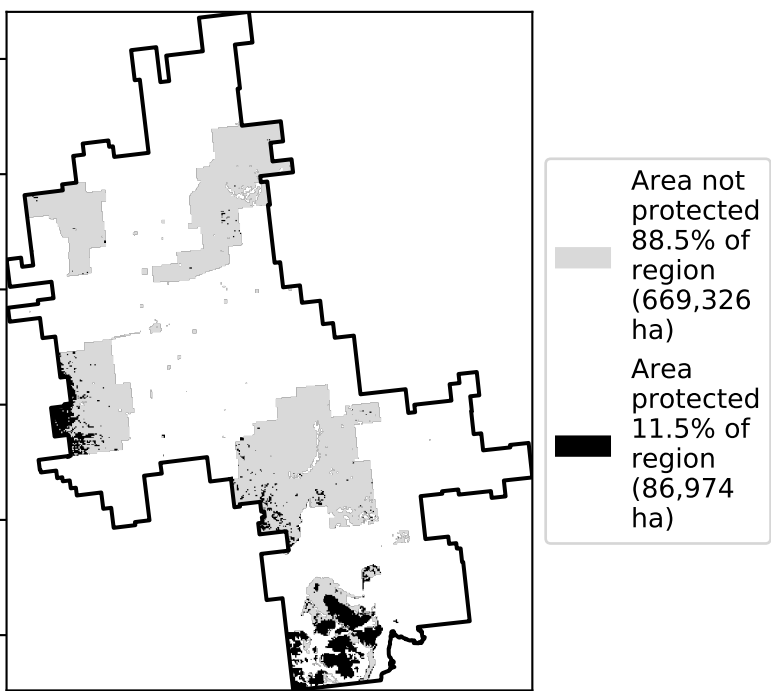 Area not
protected
88.5% of
region
(669,326
ha)
Area
protected
11.5% of
region
(86,974
ha)